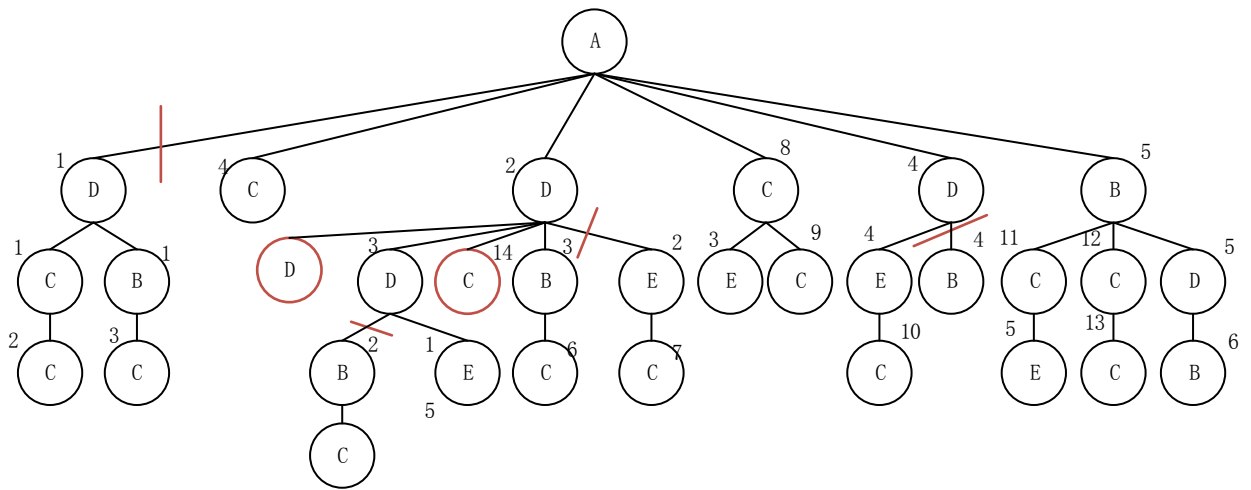 A
1 D
4 C
2 D
8 C
4 D
5 B
1 C
1 B
D
3 D
14 C
3 B
2 E
3 E
9 C
4 E
4 B
11 C
12 C
5 D
2 C
3 C
2 B
1 E
6 C
7 C
10 C
5 E
13 C
6 B
5 C